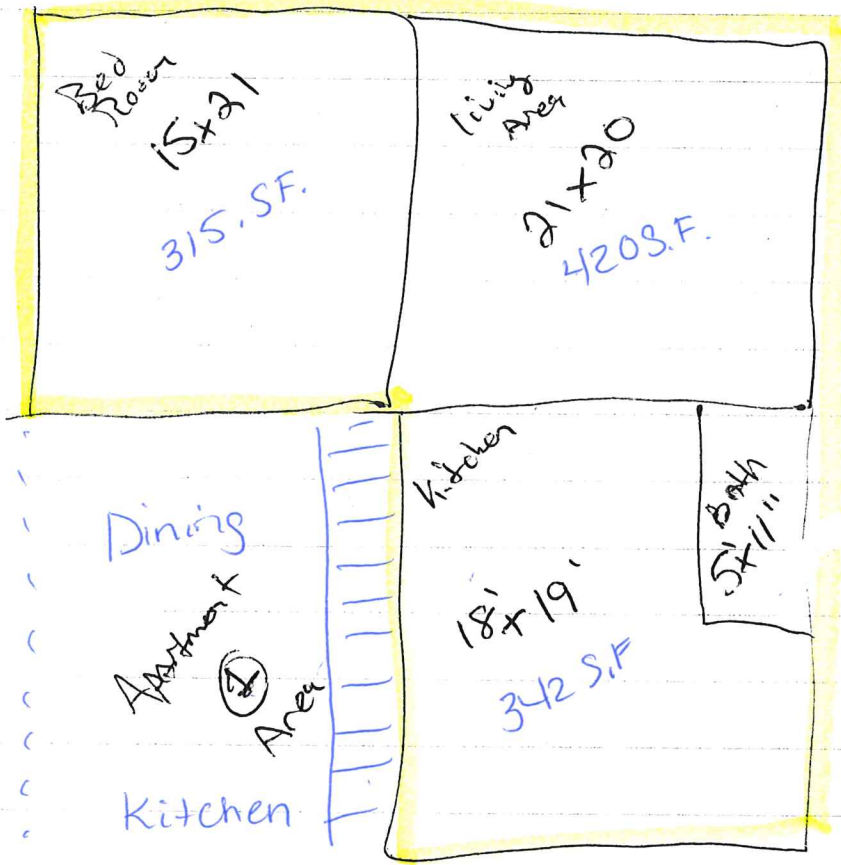 Bed
Room
15x21
315. SF.
living
Area
21x20
420 S.F.
Dining
Apartment
Area
Kitchen
Kitchen
18'x19'
342 S.F
Bath
5'x11"